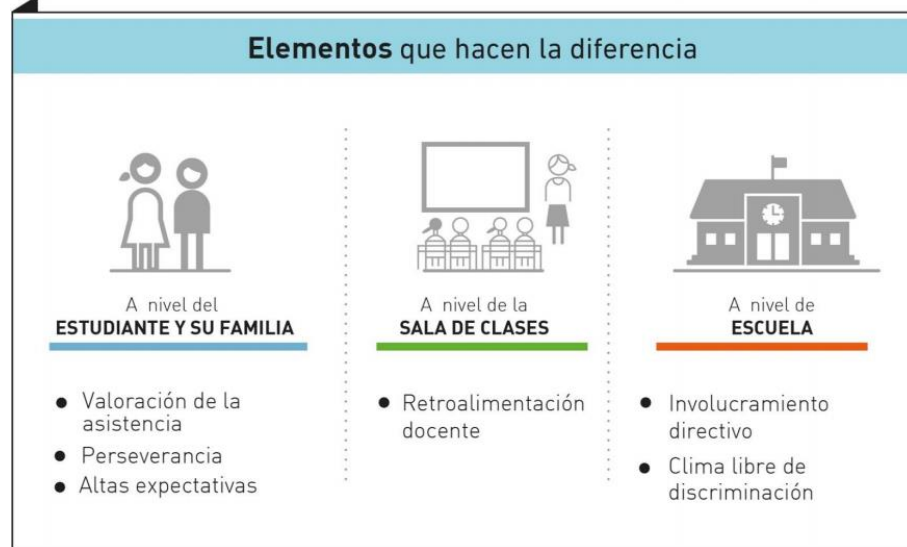 Elementos que hacen la diferencia
A nivel del
ESTUDIANTE Y SU FAMILIA
● Valoración de la
asistencia
● Perseverancia
● Altas expectativas
A nivel de la
SALA DE CLASES
● Retroalimentación
docente
A nivel de
ESCUELA
● Involucramiento
directivo
● Clima libre de
discriminación